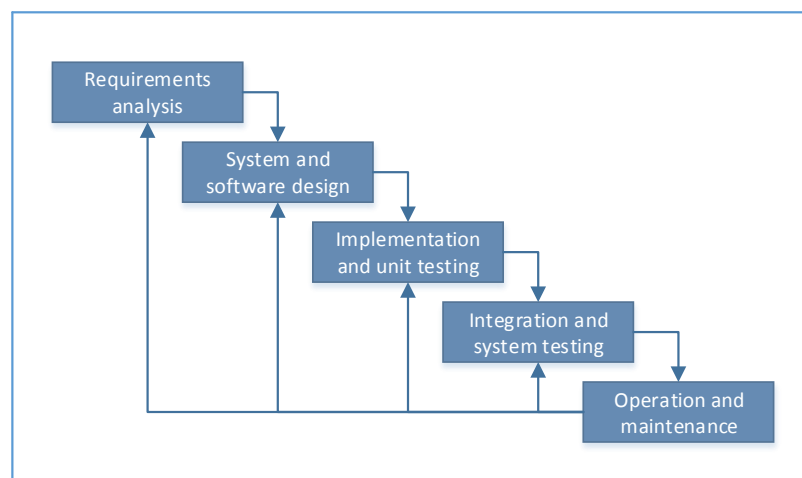 Requirements
analysis
System and
software design
Implementation
and unit testing
Integration and
system testing
Operation and
maintenance